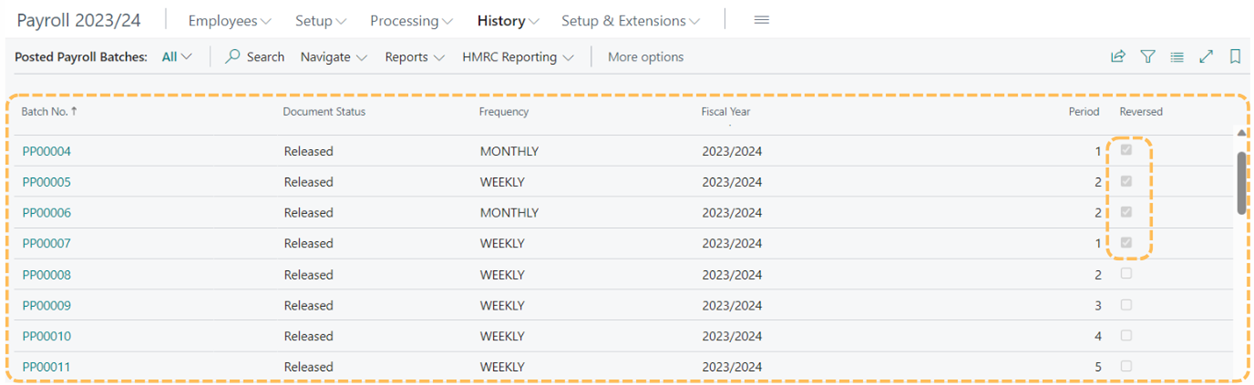 Payroll 2023/24 Employees Setup Processing History Setup & Extensions
Posted Payroll Batches: All Search Navigate Reports HMRC Reporting More options
Batch No. ↑ Document Status Frequency Fiscal Year Period Reversed
PP00004 Released MONTHLY 2023/2024 1
PP00005 Released WEEKLY 2023/2024 2
PP00006 Released MONTHLY 2023/2024 2
PP00007 Released WEEKLY 2023/2024 1
PP00008 Released WEEKLY 2023/2024 2
PP00009 Released WEEKLY 2023/2024 3
PP00010 Released WEEKLY 2023/2024 4
PP00011 Released WEEKLY 2023/2024 5